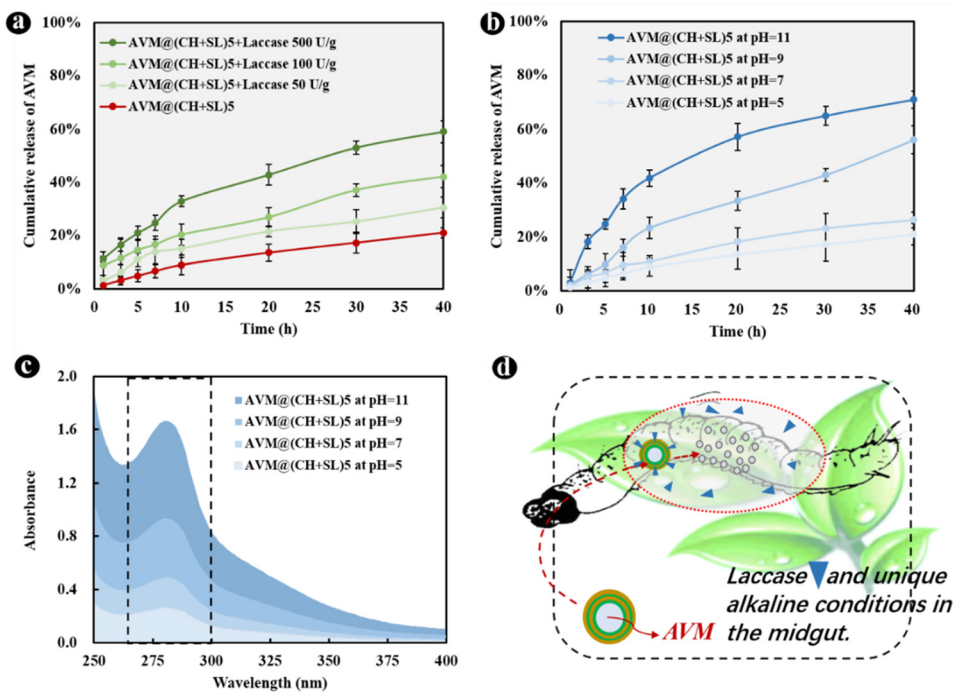 a
100%
80%
60%
40%
20%
0%
Cumulative release of AVM
AVM@(CH+SL)5+Laccase 500 U/g
AVM@(CH+SL)5+Laccase 100 U/g
AVM@(CH+SL)5+Laccase 50 U/g
AVM@(CH+SL)5
0 5 10 15 20 25 30 35 40
Time (h)
b
100%
80%
60%
40%
20%
0%
Cumulative release of AVM
AVM@(CH+SL)5 at pH=11
AVM@(CH+SL)5 at pH=9
AVM@(CH+SL)5 at pH=7
AVM@(CH+SL)5 at pH=5
0 5 10 15 20 25 30 35 40
Time (h)
c
2.0
1.6
1.2
0.8
0.4
0.0
Absorbance
AVM@(CH+SL)5 at pH=11
AVM@(CH+SL)5 at pH=9
AVM@(CH+SL)5 at pH=7
AVM@(CH+SL)5 at pH=5
250 275 300 325 350 375 400
Wavelength (nm)
d
Laccase and unique
alkaline conditions in
the midgut.
AVM